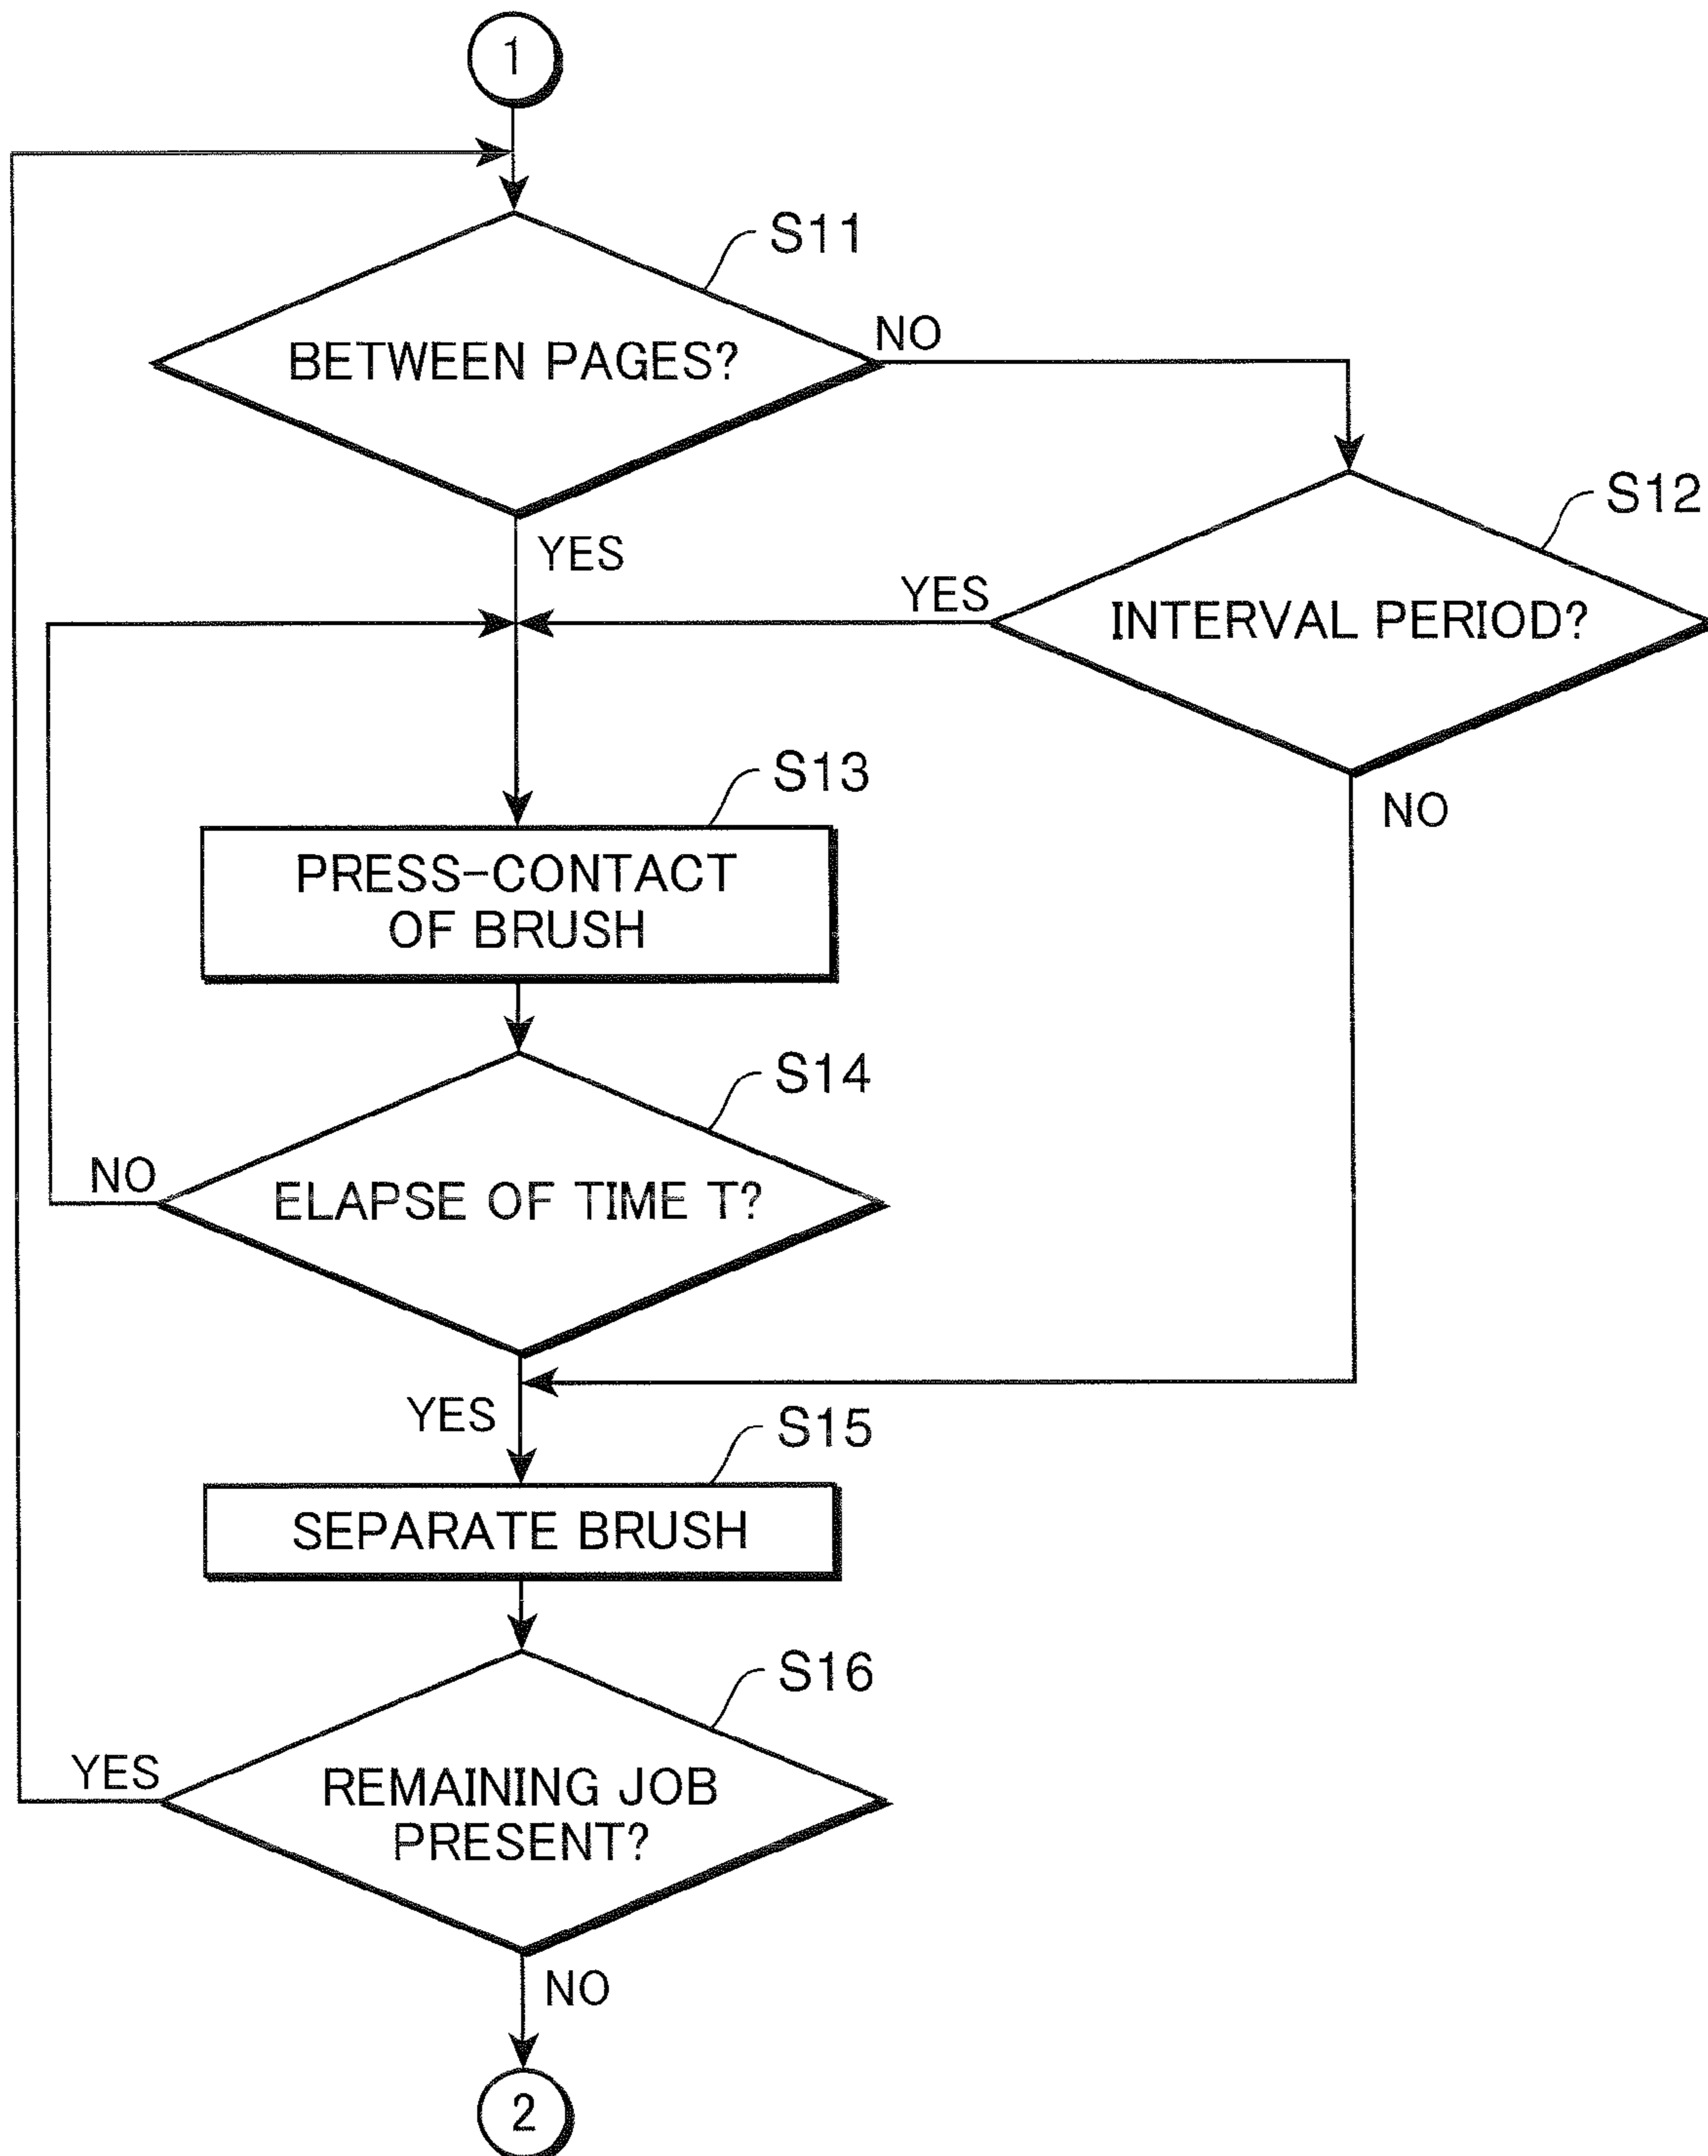 1
S11
BETWEEN PAGES?
NO
YES
S12
INTERVAL PERIOD?
YES
NO
S13
PRESS-CONTACT
OF BRUSH
S14
ELAPSE OF TIME T?
NO
YES
S15
SEPARATE BRUSH
S16
REMAINING JOB
PRESENT?
YES
NO
2